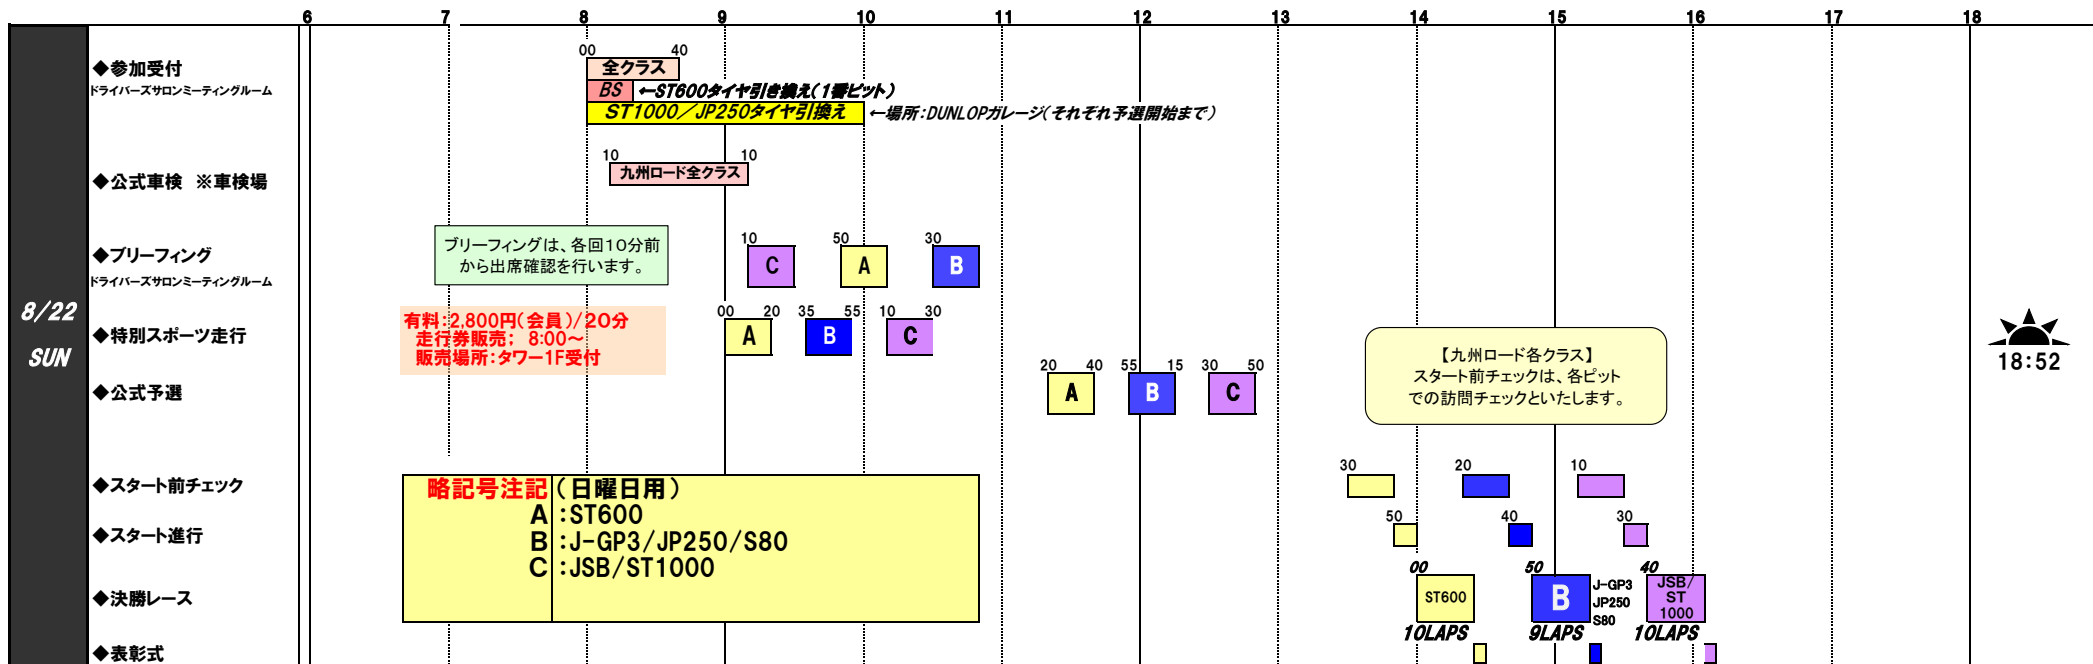 6 7 8 9 10 11 12 13 14 15 16 17 18
8/22
SUN
00 40
◆参加受付 全クラス
ドライバーズサロンミーティングルーム BS ←ST600タイヤ引き換え(1番ピット)
ST1000/JP250タイヤ引換え ←場所:DUNLOPガレージ(それぞれ予選開始まで)
10 10
◆公式車検 ※車検場 九州ロード全クラス
ブリーフィングは、各回10分前
から出席確認を行います。
10 50 30
◆ブリーフィング C A B
ドライバーズサロンミーティングルーム
有料:2,800円(会員)/20分
走行券販売; 8:00~
販売場所:タワー1F受付
00 20 35 55 10 30
◆特別スポーツ走行 A B C
【九州ロード各クラス】
スタート前チェックは、各ピット
での訪問チェックといたします。
18:52
20 40 55 15 30 50
◆公式予選 A B C
30 20 10
◆スタート前チェック
略記号注記(日曜日用)
A :ST600
B :J-GP3/JP250/S80
C :JSB/ST1000
50 40 30
◆スタート進行
00 50 40
◆決勝レース ST600 B
J-GP3
JP250
S80
JSB/
ST
1000
10LAPS 9LAPS 10LAPS
◆表彰式